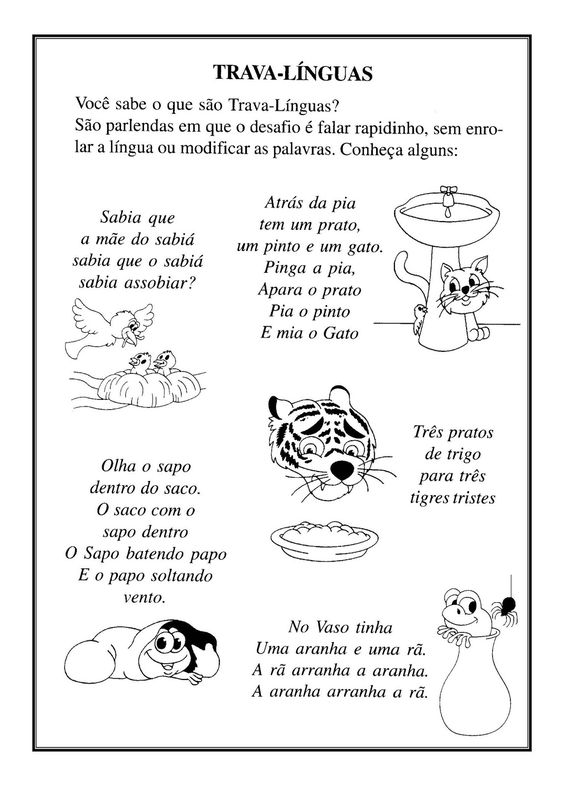 TRAVA-LÍNGUAS
Você sabe o que são Trava-Línguas?
São parlendas em que o desafio é falar rapidinho, sem enro-
lar a língua ou modificar as palavras. Conheça alguns:
Sabia que
a mãe do sabiá
sabia que o sabiá
sabia assobiar?
Atrás da pia
tem um prato,
um pinto e um gato.
Pinga a pia,
Apara o prato
Pia o pinto
E mia o Gato
Três pratos
de trigo
para três
tigres tristes
Olha o sapo
dentro do saco.
O saco com o
sapo dentro
O Sapo batendo papo
E o papo soltando
vento.
No Vaso tinha
Uma aranha e uma rã.
A rã arranha a aranha.
A aranha arranha a rã.